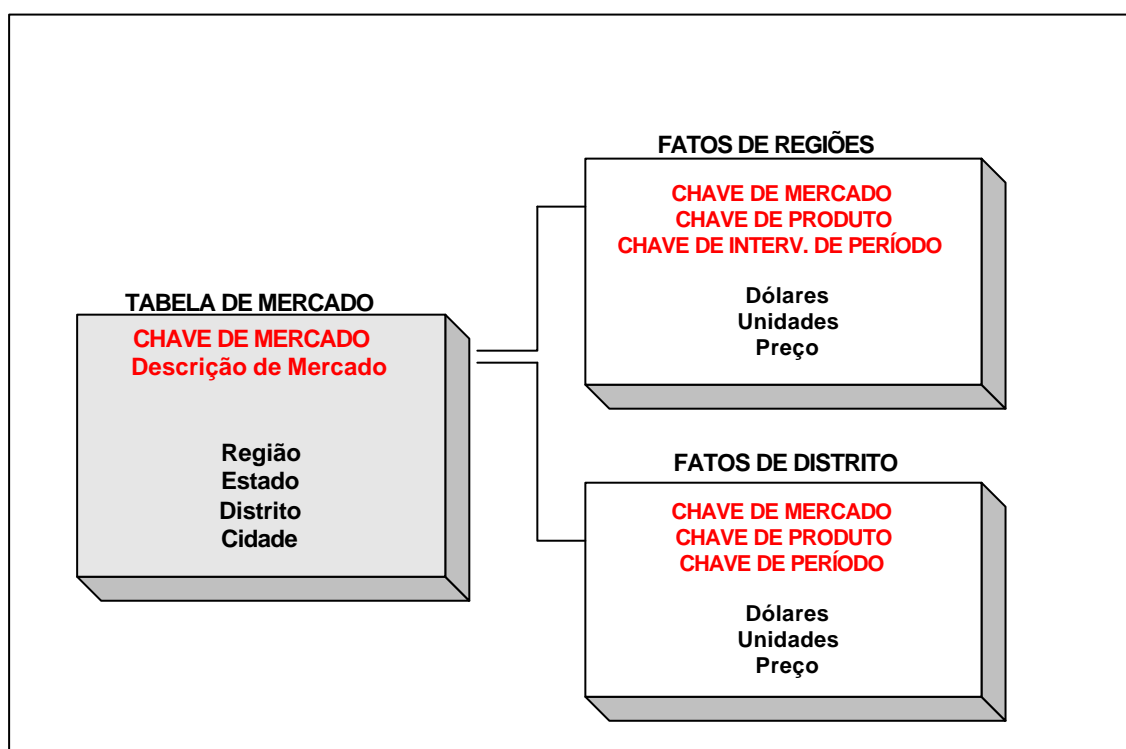 TABELA DE MERCADO
CHAVE DE MERCADO
Descrição de Mercado
Região
Estado
Distrito
Cidade
FATOS DE REGIÕES
CHAVE DE MERCADO
CHAVE DE PRODUTO
CHAVE DE INTERV. DE PERÍODO
Dólares
Unidades
Preço
FATOS DE DISTRITO
CHAVE DE MERCADO
CHAVE DE PRODUTO
CHAVE DE PERÍODO
Dólares
Unidades
Preço